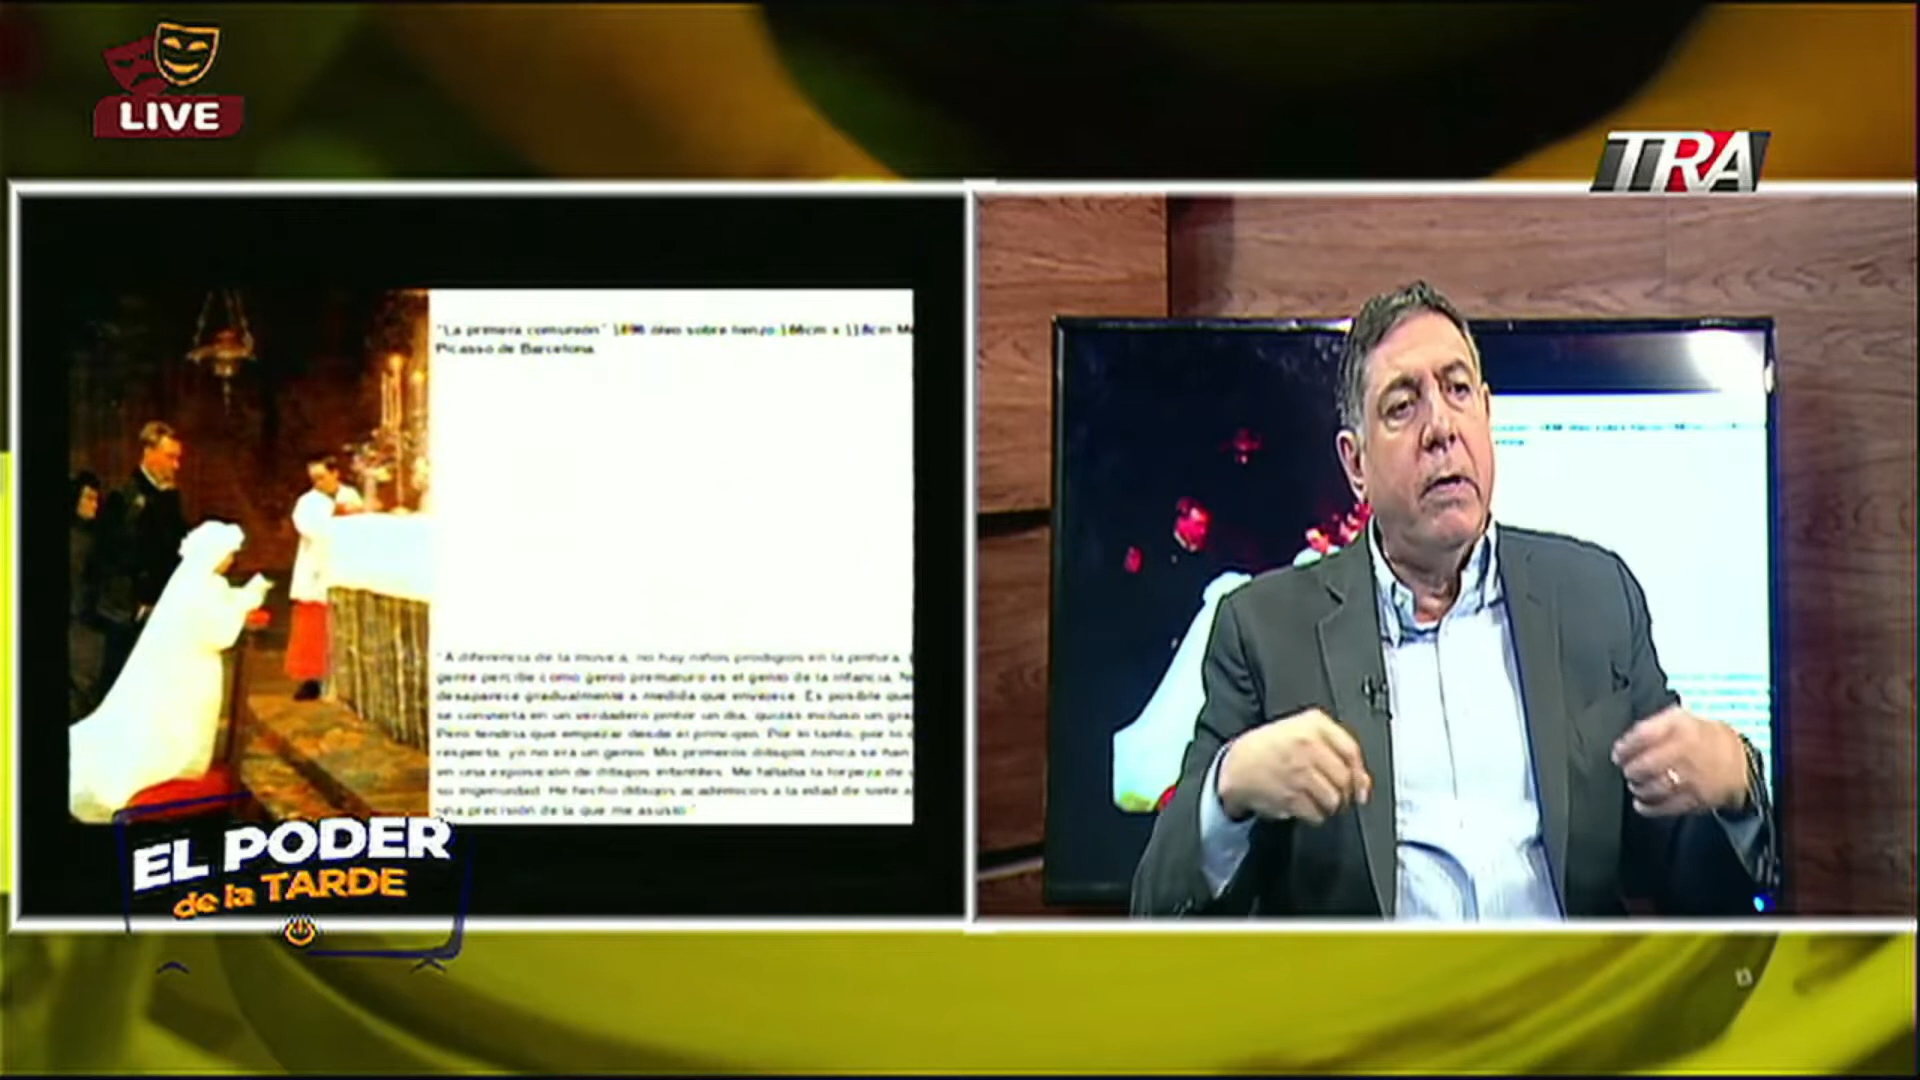 LIVE
TRA
"La primera comunión" 1896 óleo sobre lienzo 166cm x 118cm
Picasso de Barcelona.
"A diferencia de la música, no hay niños prodigios en la pintura.
gente percibe como genio prematuro es el genio de la infancia.
desaparece gradualmente a medida que envejece. Es posible que
se convierta en un verdadero pintor un día, quizás incluso un
Pero tendría que empezar desde el principio. Por lo tanto, por lo
respecta, yo no era un genio. Mis primeros dibujos nunca se han
en una exposición de dibujos infantiles. Me faltaba la torpeza de
su ingenuidad. He hecho dibujos académicos a la edad de siete
una precisión de la que me asusto."
EL PODER
de la TARDE